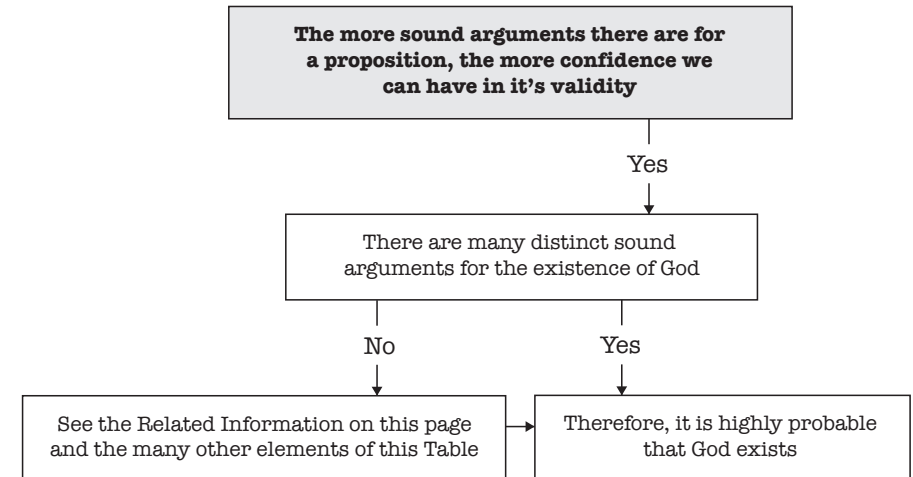 The more sound arguments there are for
a proposition, the more confidence we
can have in it's validity
Yes
There are many distinct sound
arguments for the existence of God
No
Yes
See the Related Information on this page
and the many other elements of this Table
Therefore, it is highly probable
that God exists